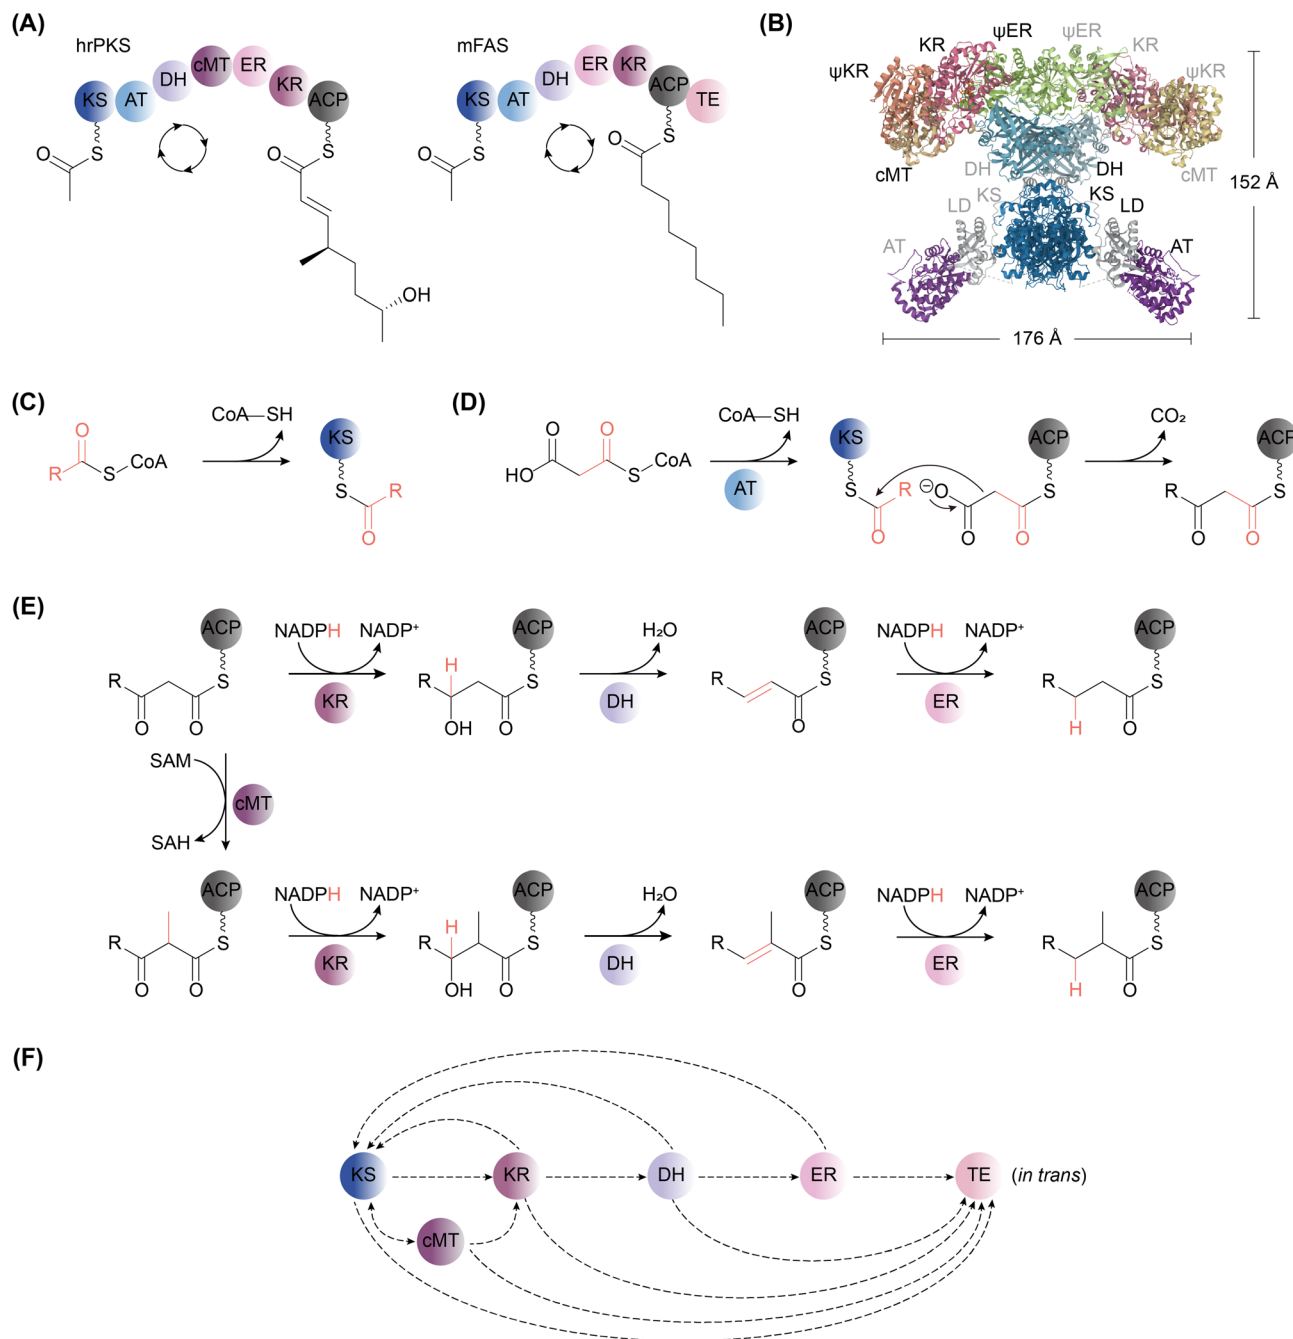 (A)
hrPKS
KS AT DH cMT ER KR ACP
S
O
S
O
OH
mFAS
KS AT DH ER KR ACP TE
S
O
S
O
(B)
KR ψER ψER KR
ψKR ψKR
cMT DH DH cMT
KS
LD LD
AT AT
152 Å
176 Å
(C)
O
R S CoA
CoA—SH
KS
S
R
O
(D)
O O
HO S CoA
CoA—SH
AT
KS
S
R
O
⊖O
O O
S
ACP
CO₂
ACP
S
O O
(E)
ACP
S
R
O O
NADPH NADP⁺
KR
ACP
H
S
R
OH O
H₂O
DH
ACP
S
R
O
NADPH NADP⁺
ER
ACP
S
R
H O
SAM
cMT
SAH
ACP
S
R
O O
NADPH NADP⁺
KR
ACP
H
S
R
OH O
H₂O
DH
ACP
S
R
O
NADPH NADP⁺
ER
ACP
S
R
H O
(F)
KS KR DH ER TE (in trans)
cMT